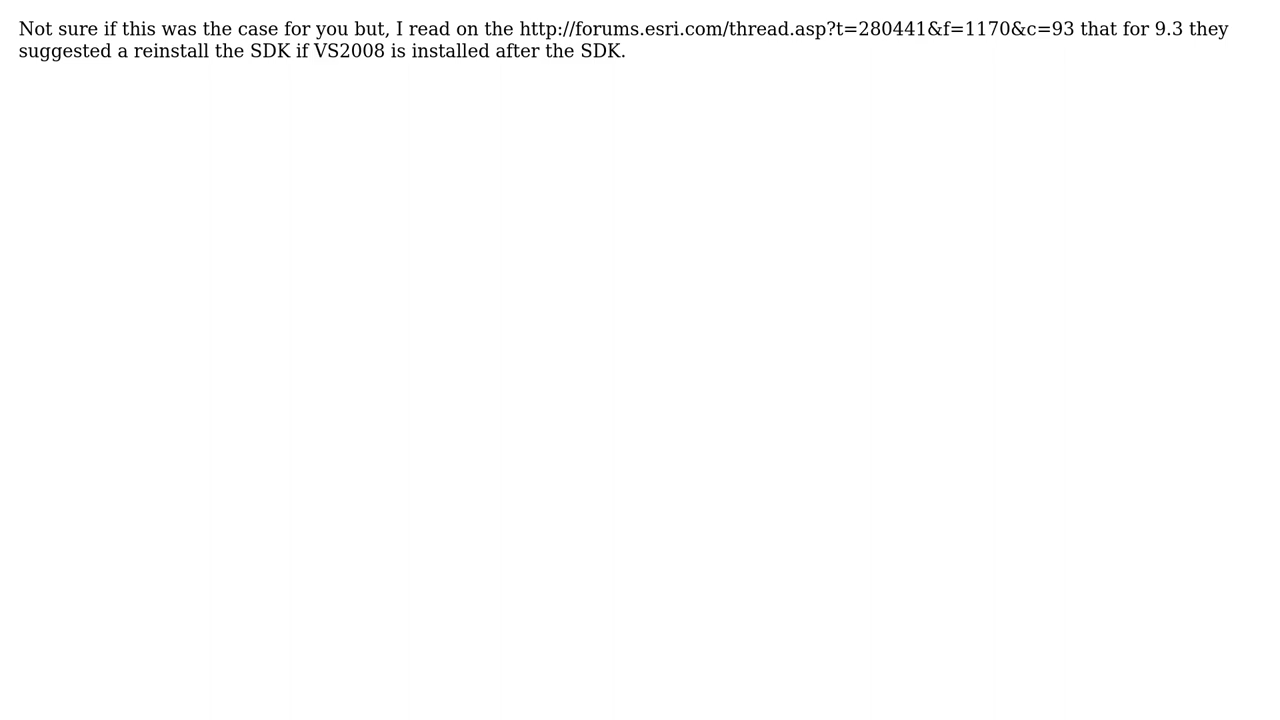 Not sure if this was the case for you but, I read on the http://forums.esri.com/thread.asp?t=280441&f=1170&c=93 that for 9.3 they
suggested a reinstall the SDK if VS2008 is installed after the SDK.